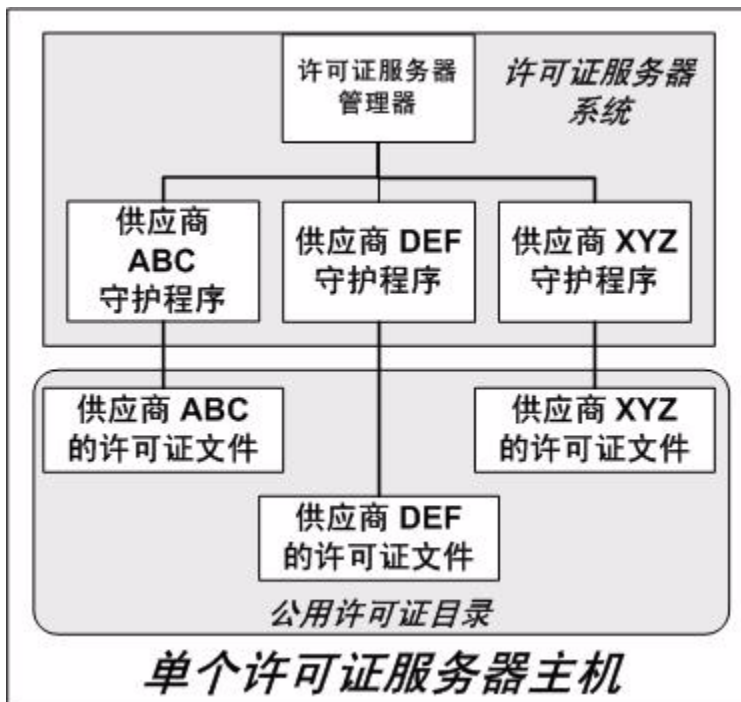 许可证服务器
管理器
许可证服务器
系统
供应商
ABC
守护程序
供应商 DEF
守护程序
供应商 XYZ
守护程序
供应商 ABC
的许可证文件
供应商 XYZ
的许可证文件
供应商 DEF
的许可证文件
公用许可证目录
单个许可证服务器主机